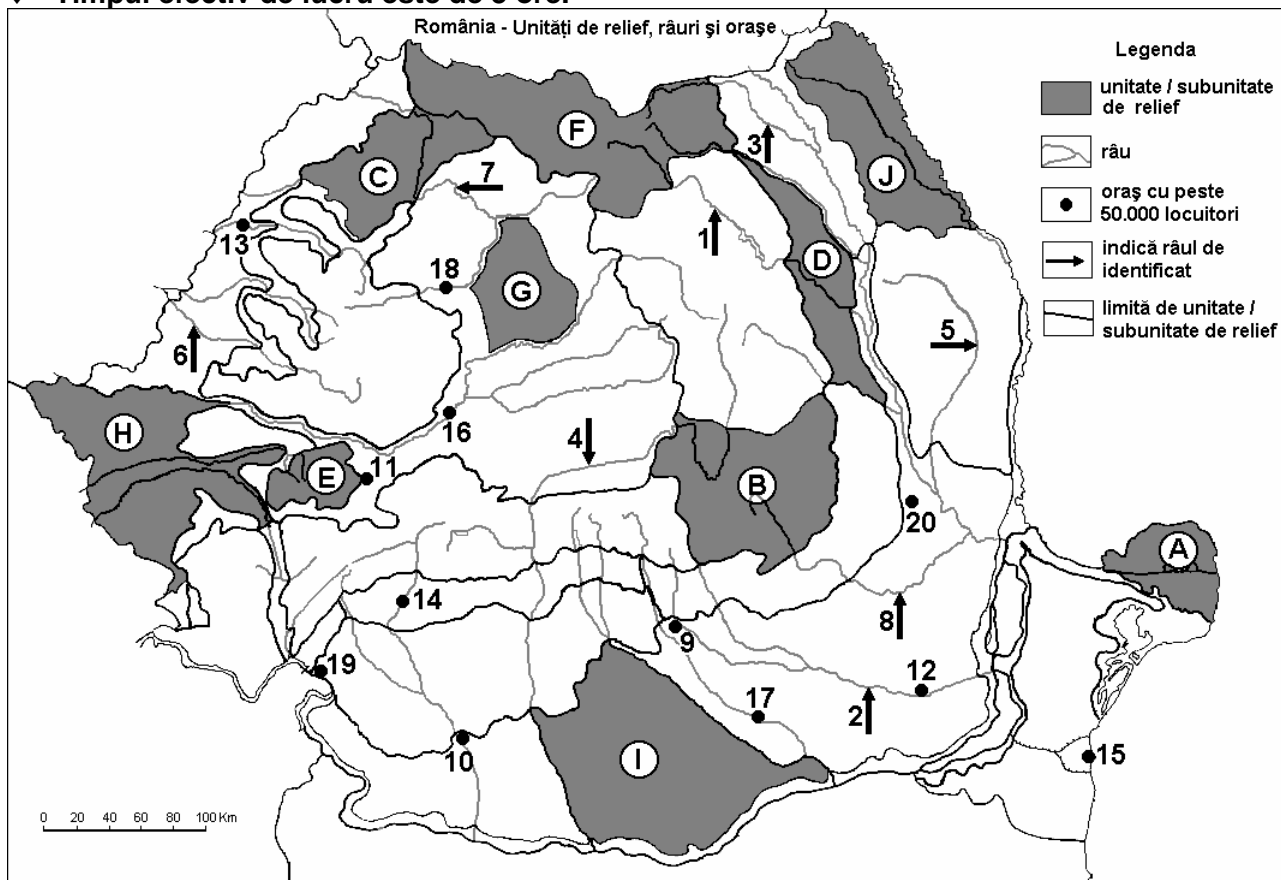 Timpul efectiv de lucru este de 3 ore.
România - Unităţi de relief, râuri şi oraşe
Legenda
unitate / subunitate
de relief
râu
oraş cu peste
50.000 locuitori
indică râul de
identificat
limită de unitate /
subunitate de relief
F
3
C
7
J
13
1
D
18
G
5
6
H
16
4
E
11
B
20
A
14
8
9
19
12
17
2
10
I
15
0 20 40 60 80 100 Km